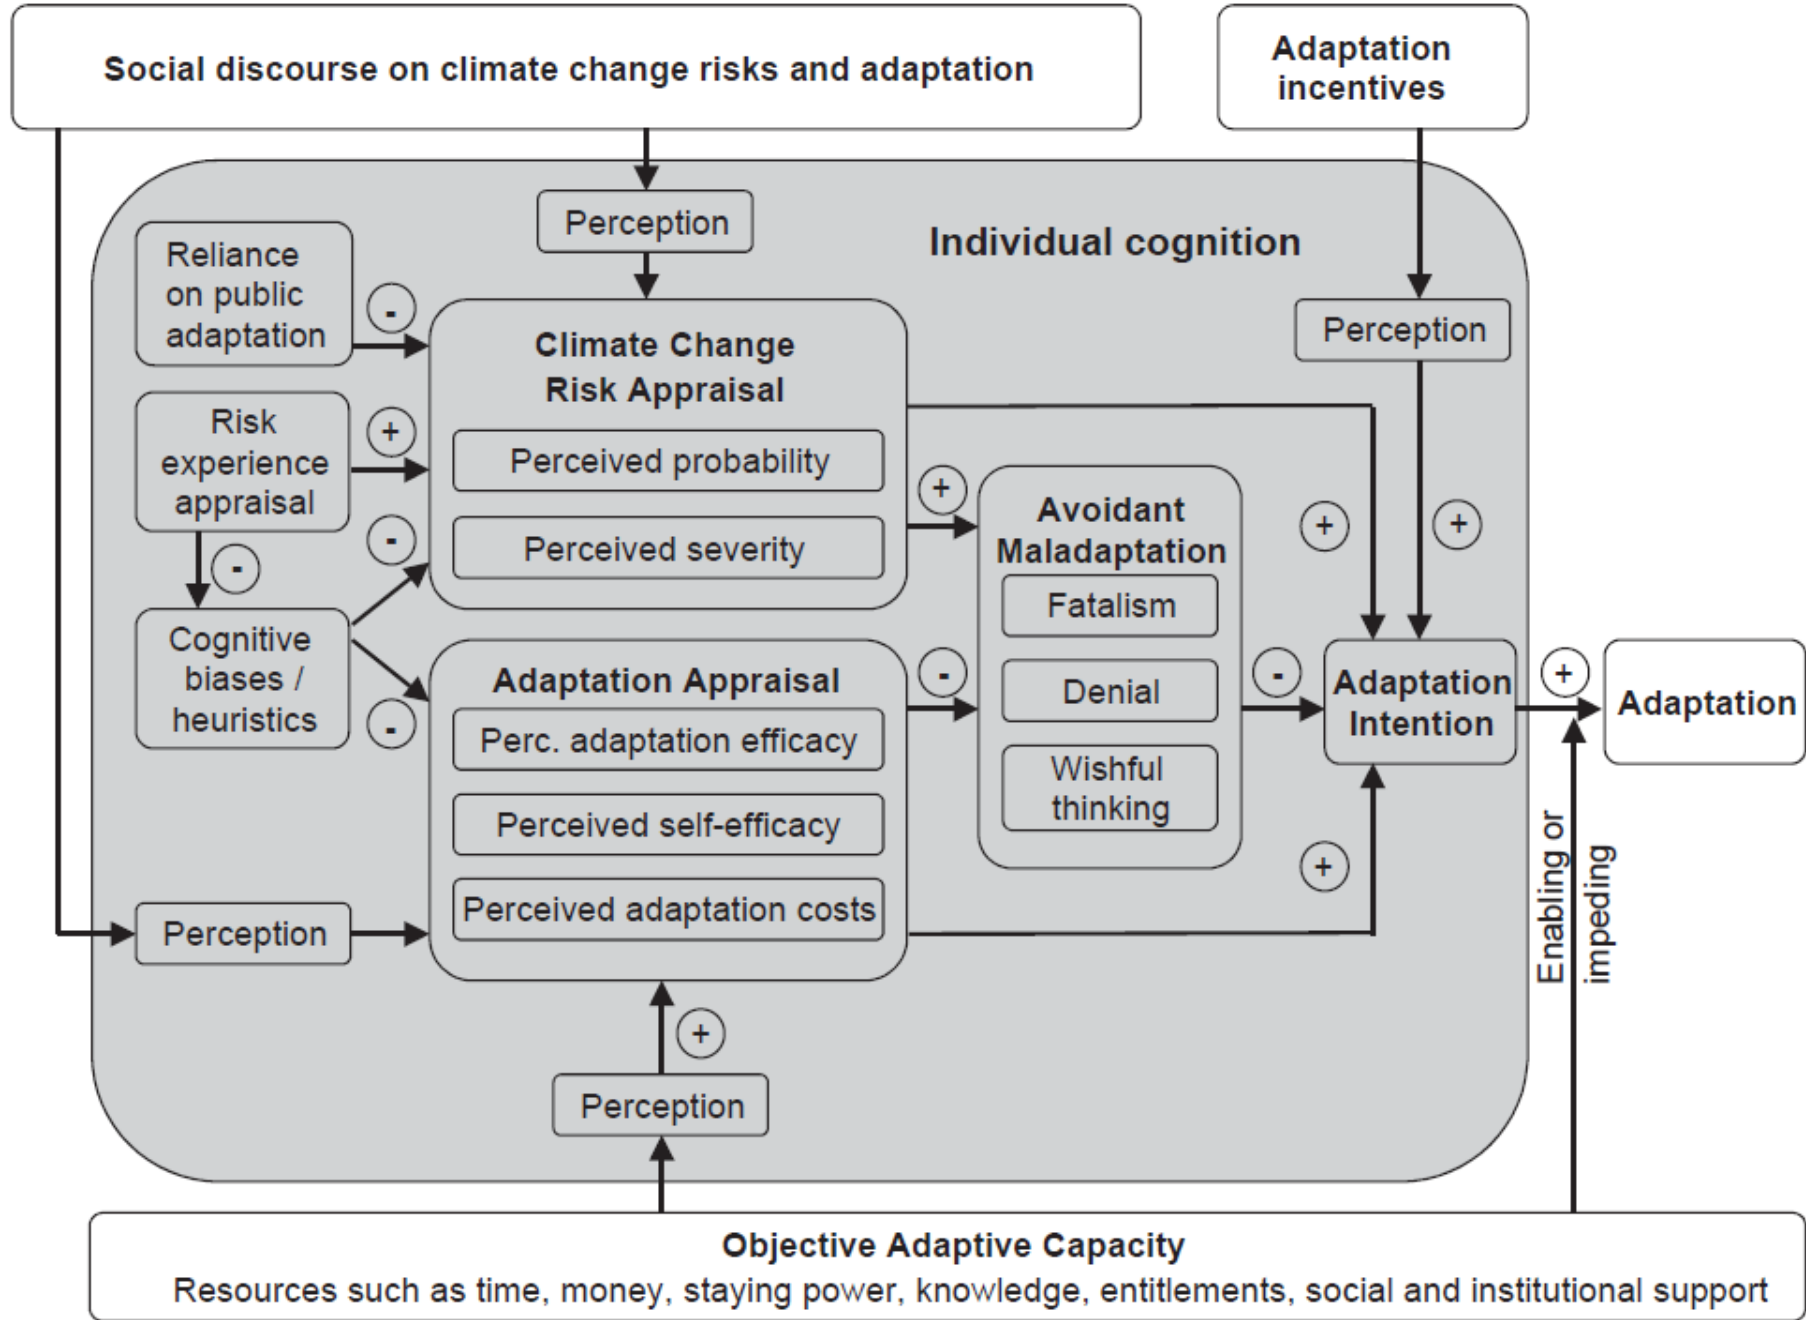 Social discourse on climate change risks and adaptation
Adaptation
incentives
Perception
Individual cognition
Reliance
on public
adaptation
-
Climate Change
Risk Appraisal
Perception
Risk
experience
appraisal
+
Perceived probability
Perceived severity
-
-
+
Avoidant
Maladaptation
Fatalism
Denial
Wishful
thinking
+
+
Cognitive
biases /
heuristics
-
Adaptation Appraisal
Perc. adaptation efficacy
Perceived self-efficacy
Perceived adaptation costs
-
-
Adaptation
Intention
+
Adaptation
+
Enabling or
impeding
Perception
+
Perception
Objective Adaptive Capacity
Resources such as time, money, staying power, knowledge, entitlements, social and institutional support